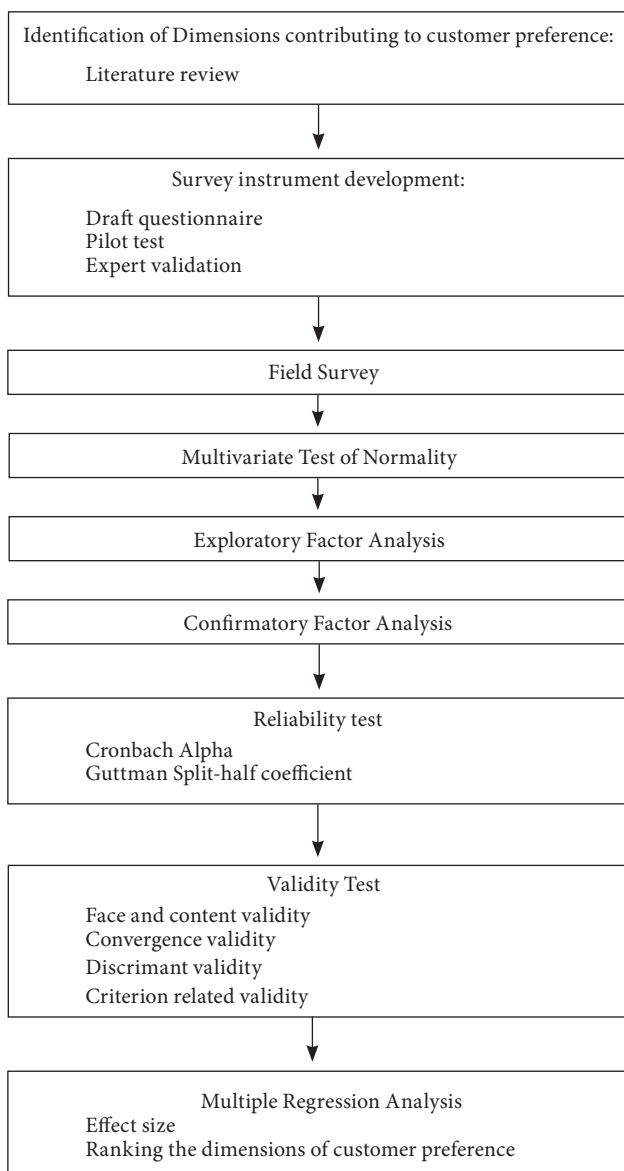 Identification of Dimensions contributing to customer preference:
Literature review
Survey instrument development:
Draft questionnaire
Pilot test
Expert validation
Field Survey
Multivariate Test of Normality
Exploratory Factor Analysis
Confirmatory Factor Analysis
Reliability test
Cronbach Alpha
Guttman Split-half coefficient
Validity Test
Face and content validity
Convergence validity
Discrimant validity
Criterion related validity
Multiple Regression Analysis
Effect size
Ranking the dimensions of customer preference